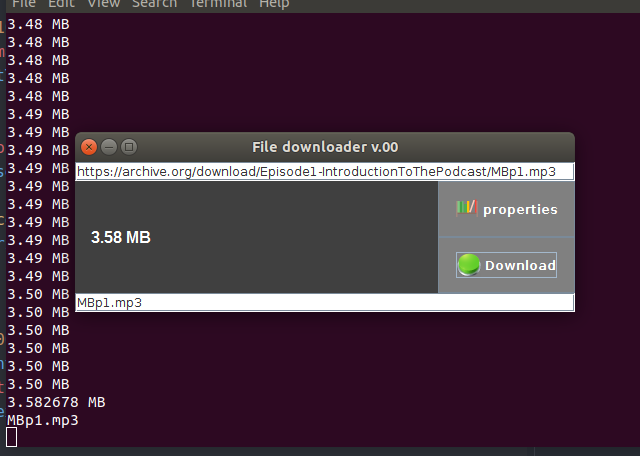 File Edit View Search Terminal Help
3.48 MB
3.48 MB
3.48 MB
3.48 MB
3.48 MB
3.49 MB
3.49 MB
3.49 MB
3.49 MB
3.49 MB
3.49 MB
3.49 MB
3.49 MB
3.49 MB
3.49 MB
3.50 MB
3.50 MB
3.50 MB
3.50 MB
3.50 MB
3.50 MB
3.582678 MB
MBp1.mp3
File downloader v.00
https://archive.org/download/Episode1-IntroductionToThePodcast/MBp1.mp3
3.58 MB
properties
Download
MBp1.mp3